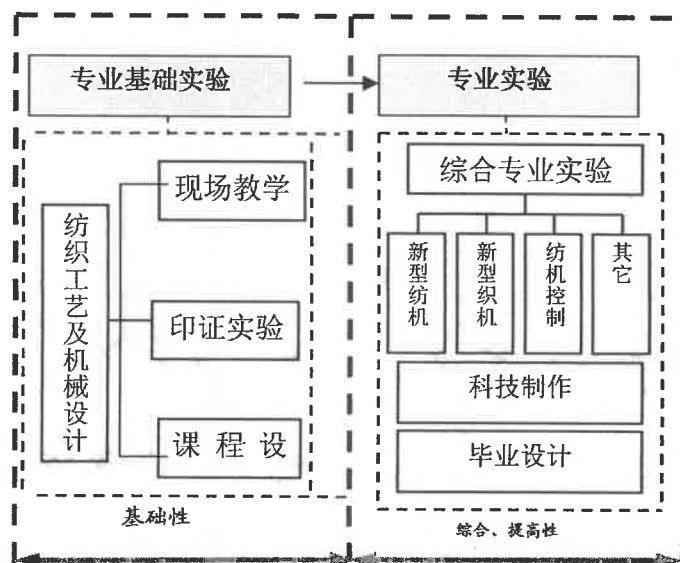 专业基础实验
专业实验
纺织工艺及机械设计
现场教学
印证实验
课 程 设
基础性
综合专业实验
新型纺机
新型织机
纺机控制
其它
科技制作
毕业设计
综合、提高性